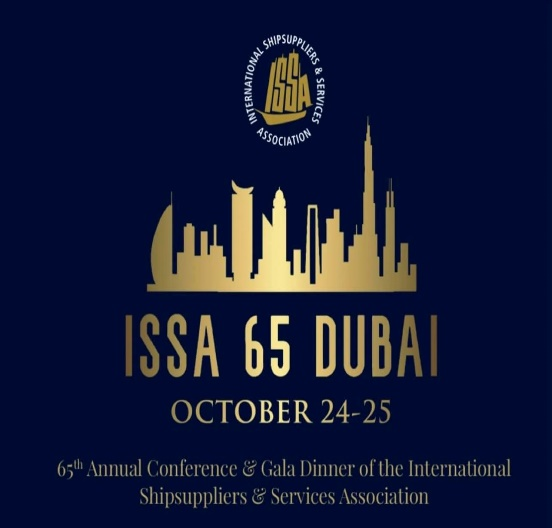 INTERNATIONAL SHIPSUPPLIERS & SERVICES
ASSOCIATION
ISSA
ISSA 65 DUBAI
OCTOBER 24-25
65th Annual Conference & Gala Dinner of the International
Shipsuppliers & Services Association